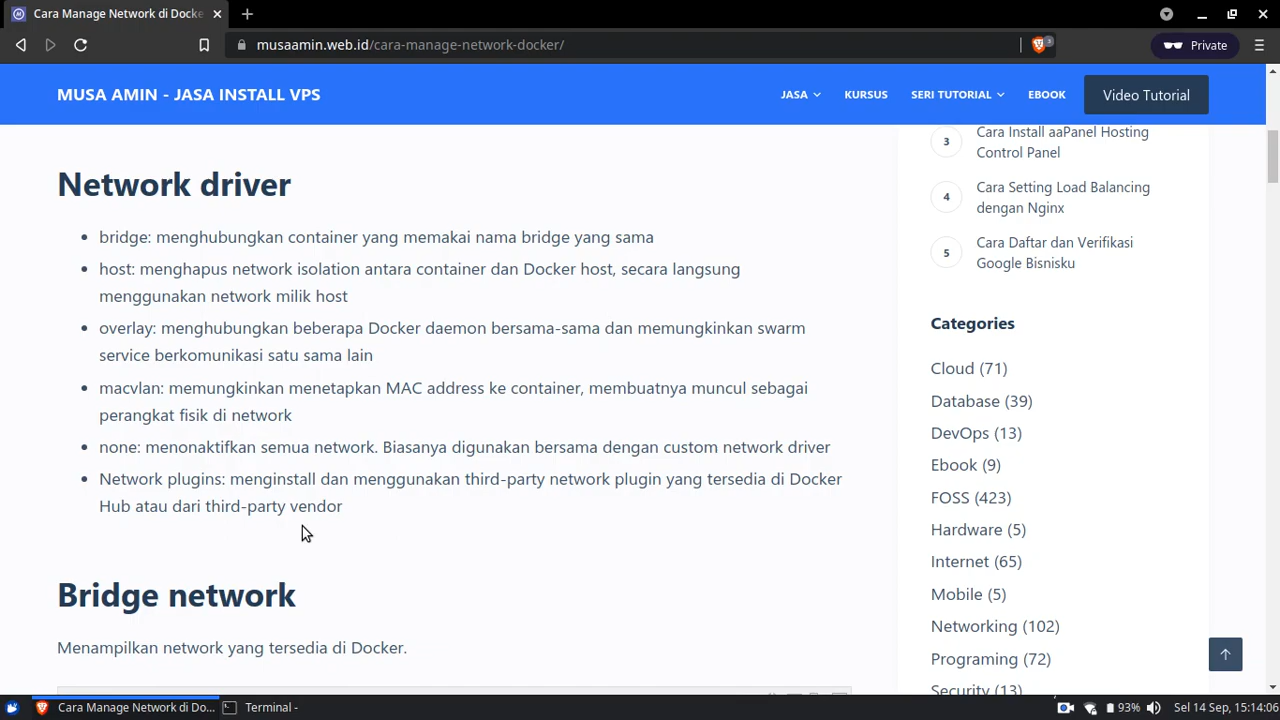 Cara Manage Network di Docke
musaamin.web.id/cara-manage-network-docker/
3
Private
MUSA AMIN - JASA INSTALL VPS
JASA
KURSUS
SERI TUTORIAL
EBOOK
Video Tutorial
Network driver
bridge: menghubungkan container yang memakai nama bridge yang sama
host: menghapus network isolation antara container dan Docker host, secara langsung
menggunakan network milik host
overlay: menghubungkan beberapa Docker daemon bersama-sama dan memungkinkan swarm
service berkomunikasi satu sama lain
macvlan: memungkinkan menetapkan MAC address ke container, membuatnya muncul sebagai
perangkat fisik di network
none: menonaktifkan semua network. Biasanya digunakan bersama dengan custom network driver
Network plugins: menginstall dan menggunakan third-party network plugin yang tersedia di Docker
Hub atau dari third-party vendor
Bridge network
Menampilkan network yang tersedia di Docker.
3
Cara Install aaPanel Hosting
Control Panel
4
Cara Setting Load Balancing
dengan Nginx
5
Cara Daftar dan Verifikasi
Google Bisnisku
Categories
Cloud (71)
Database (39)
DevOps (13)
Ebook (9)
FOSS (423)
Hardware (5)
Internet (65)
Mobile (5)
Networking (102)
Programing (72)
Security (13)
Cara Manage Network di Do...
Terminal -
93%
Sel 14 Sep, 15:14:06